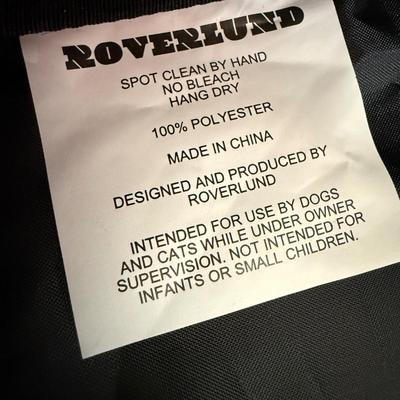 ROVERLUND
SPOT CLEAN BY HAND
NO BLEACH
HANG DRY
100% POLYESTER
MADE IN CHINA
DESIGNED AND PRODUCED BY
ROVERLUND
INTENDED FOR USE BY DOGS
AND CATS WHILE UNDER OWNER
SUPERVISION. NOT INTENDED FOR
INFANTS OR SMALL CHILDREN.